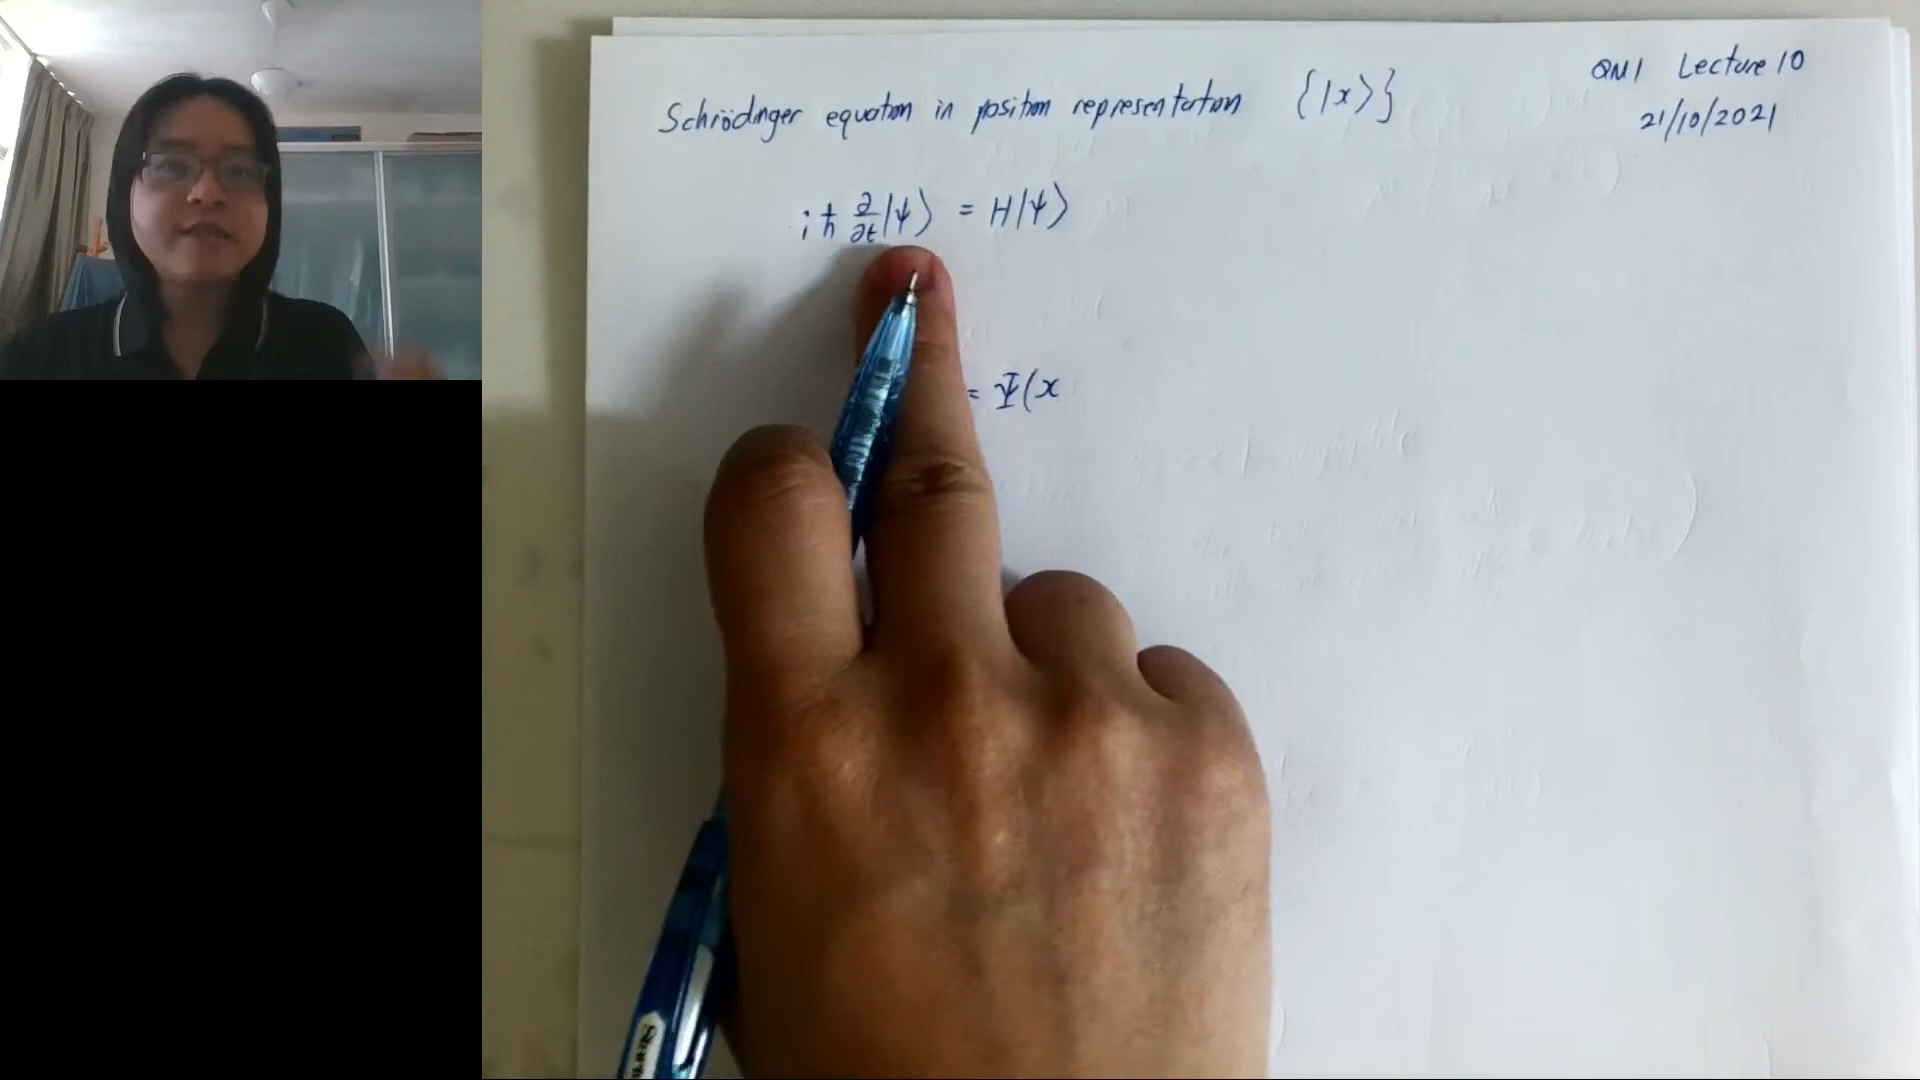 QM1 Lecture 10
21/10/2021
Schrödinger equation in position representation {|x⟩}
iħ ∂/∂t |ψ⟩ = H|ψ⟩
= Ψ(x